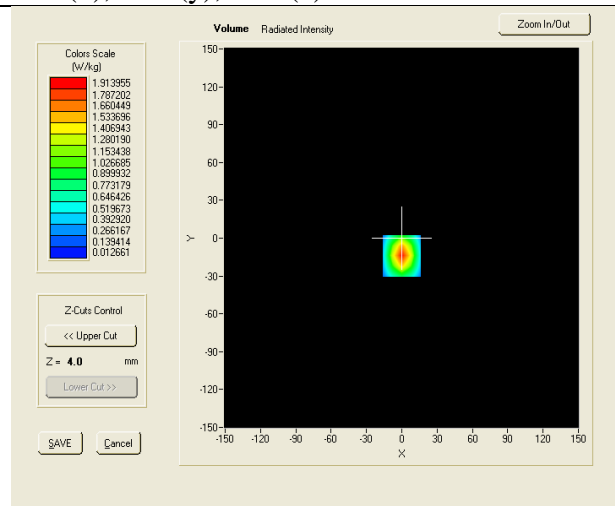 Volume Radiated Intensity
Zoom In/Out
Colors Scale
(W/kg)
1.913955
1.787202
1.660449
1.533696
1.406943
1.280190
1.153438
1.026685
0.899932
0.773179
0.646426
0.519673
0.392920
0.266167
0.139414
0.012661
Z-Cuts Control
<< Upper Cut
Z = 4.0 mm
Lower Cut >>
SAVE Cancel
150
120
90
60
30
0
-30
-60
-90
-120
-150
Y
-150 -120 -90 -60 -30 0 30 60 90 120 150
X